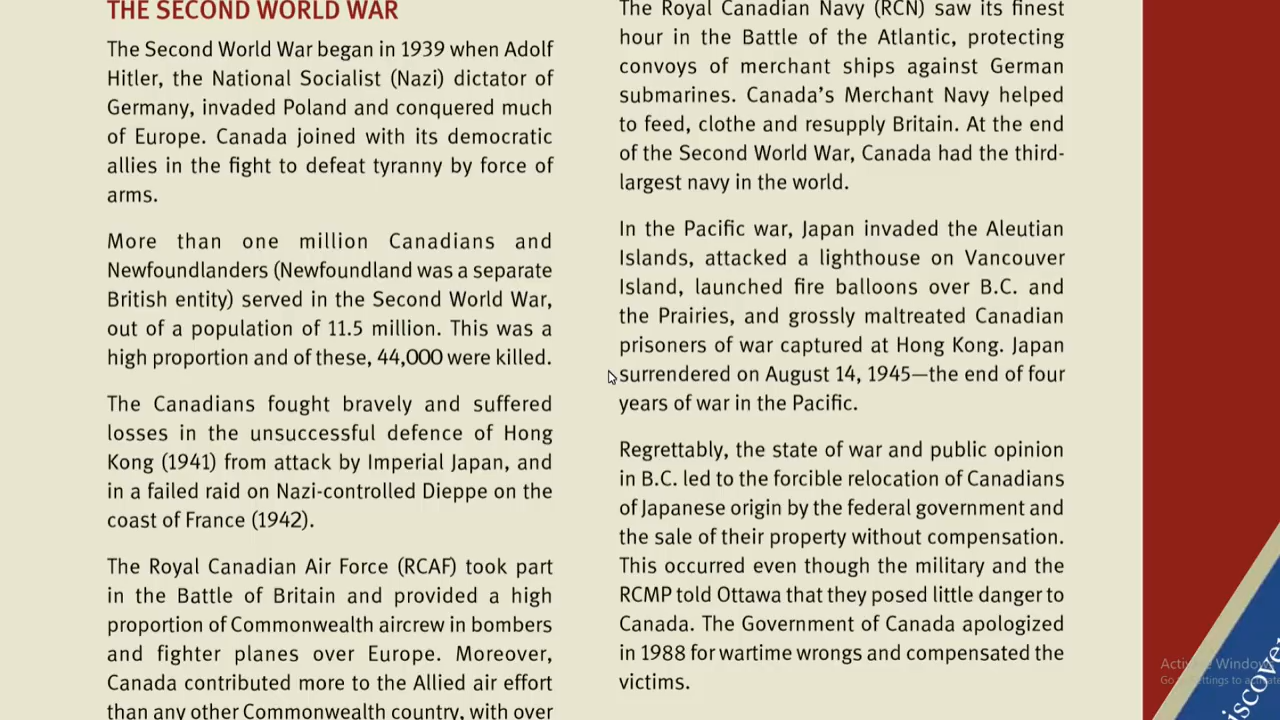 THE SECOND WORLD WAR
The Second World War began in 1939 when Adolf
Hitler, the National Socialist (Nazi) dictator of
Germany, invaded Poland and conquered much
of Europe. Canada joined with its democratic
allies in the fight to defeat tyranny by force of
arms.
More than one million Canadians and
Newfoundlanders (Newfoundland was a separate
British entity) served in the Second World War,
out of a population of 11.5 million. This was a
high proportion and of these, 44,000 were killed.
The Canadians fought bravely and suffered
losses in the unsuccessful defence of Hong
Kong (1941) from attack by Imperial Japan, and
in a failed raid on Nazi-controlled Dieppe on the
coast of France (1942).
The Royal Canadian Air Force (RCAF) took part
in the Battle of Britain and provided a high
proportion of Commonwealth aircrew in bombers
and fighter planes over Europe. Moreover,
Canada contributed more to the Allied air effort
than any other Commonwealth country, with over
The Royal Canadian Navy (RCN) saw its finest
hour in the Battle of the Atlantic, protecting
convoys of merchant ships against German
submarines. Canada's Merchant Navy helped
to feed, clothe and resupply Britain. At the end
of the Second World War, Canada had the third-
largest navy in the world.
In the Pacific war, Japan invaded the Aleutian
Islands, attacked a lighthouse on Vancouver
Island, launched fire balloons over B.C. and
the Prairies, and grossly maltreated Canadian
prisoners of war captured at Hong Kong. Japan
surrendered on August 14, 1945—the end of four
years of war in the Pacific.
Regrettably, the state of war and public opinion
in B.C. led to the forcible relocation of Canadians
of Japanese origin by the federal government and
the sale of their property without compensation.
This occurred even though the military and the
RCMP told Ottawa that they posed little danger to
Canada. The Government of Canada apologized
in 1988 for wartime wrongs and compensated the
victims.
Windows
to